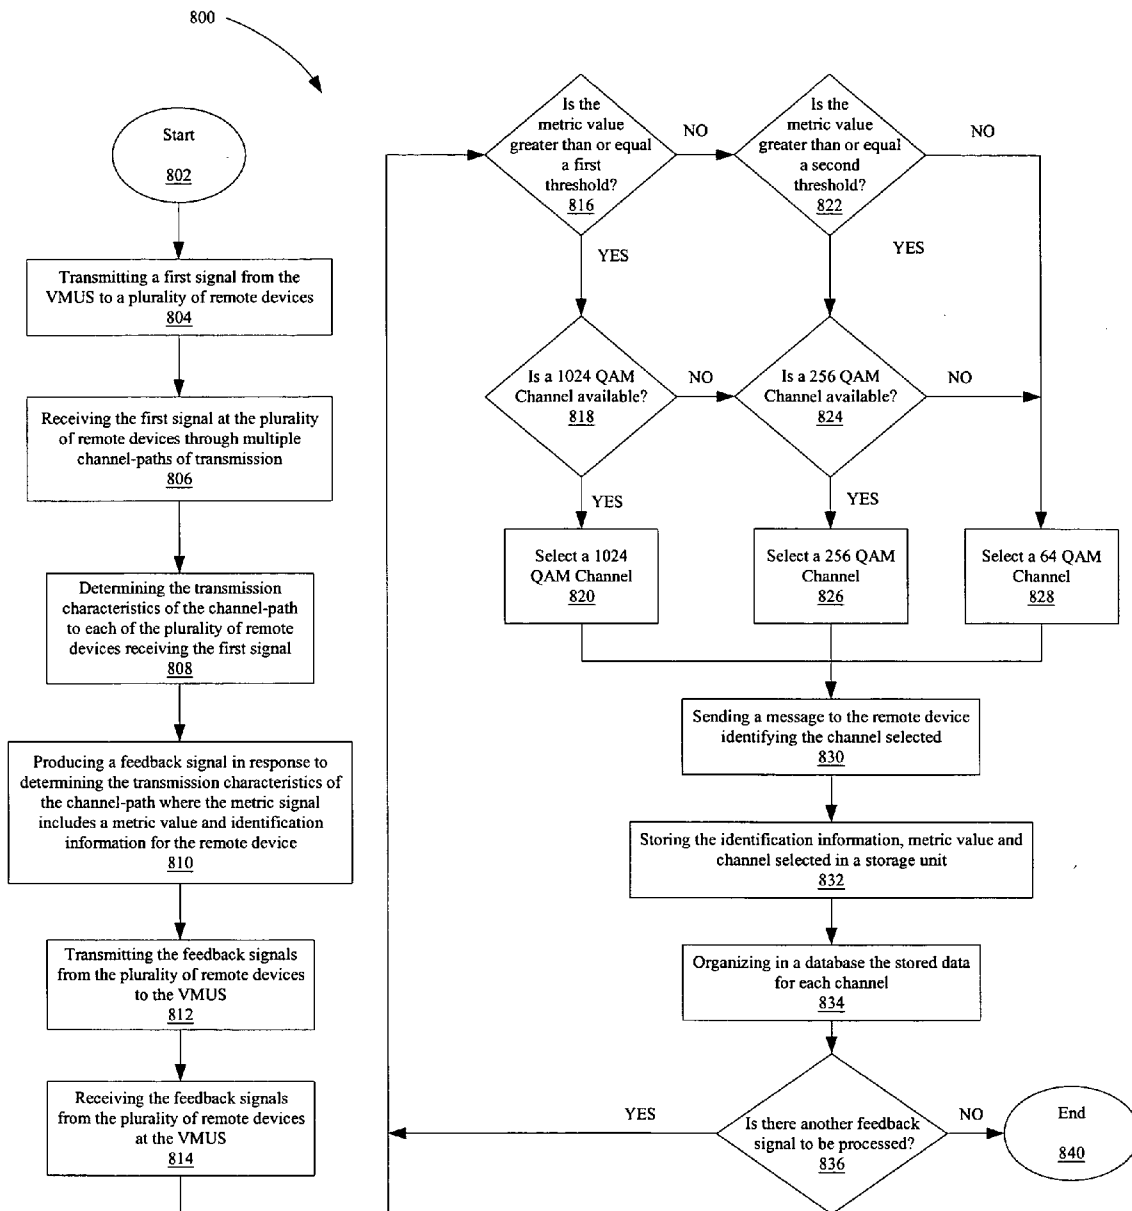 800
Start
802
Transmitting a first signal from the
VMUS to a plurality of remote devices
804
Receiving the first signal at the plurality
of remote devices through multiple
channel-paths of transmission
806
Determining the transmission
characteristics of the channel-path
to each of the plurality of remote
devices receiving the first signal
808
Producing a feedback signal in response to
determining the transmission characteristics of
the channel-path where the metric signal
includes a metric value and identification
information for the remote device
810
Transmitting the feedback signals
from the plurality of remote devices
to the VMUS
812
Receiving the feedback signals
from the plurality of remote devices
at the VMUS
814
Is the
metric value
greater than or equal
a first
threshold?
816
NO
YES
Is the
metric value
greater than or equal
a second
threshold?
822
NO
YES
Is a 1024 QAM
Channel available?
818
NO
YES
Is a 256 QAM
Channel available?
824
NO
YES
Select a 1024
QAM Channel
820
Select a 256 QAM
Channel
826
Select a 64 QAM
Channel
828
Sending a message to the remote device
identifying the channel selected
830
Storing the identification information, metric value and
channel selected in a storage unit
832
Organizing in a database the stored data
for each channel
834
Is there another feedback
signal to be processed?
836
YES
NO
End
840